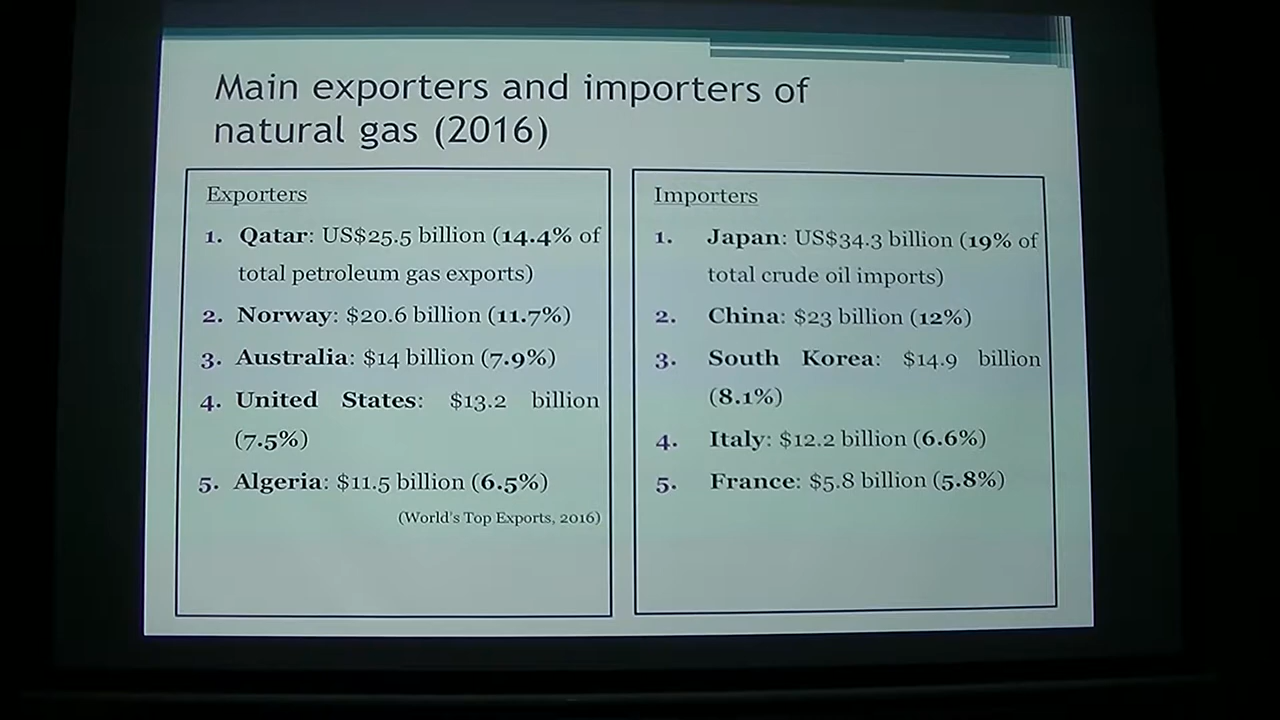 Main exporters and importers of
natural gas (2016)
Exporters
1. Qatar: US$25.5 billion (14.4% of
total petroleum gas exports)
2. Norway: $20.6 billion (11.7%)
3. Australia: $14 billion (7.9%)
4. United States: $13.2 billion
(7.5%)
5. Algeria: $11.5 billion (6.5%)
(World's Top Exports, 2016)
Importers
1. Japan: US$34.3 billion (19% of
total crude oil imports)
2. China: $23 billion (12%)
3. South Korea: $14.9 billion
(8.1%)
4. Italy: $12.2 billion (6.6%)
5. France: $5.8 billion (5.8%)